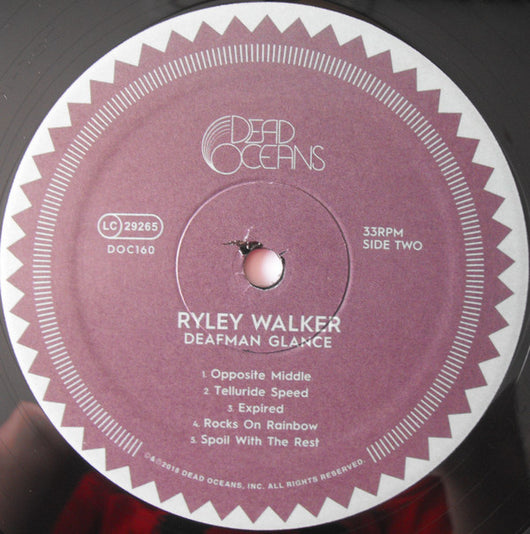 DEAD
OCEANS
LC 29265
DOC160
33RPM
SIDE TWO
RYLEY WALKER
DEAFMAN GLANCE
1. Opposite Middle
2. Telluride Speed
3. Expired
4. Rocks On Rainbow
5. Spoil With The Rest
©&℗2018 DEAD OCEANS, INC. ALL RIGHTS RESERVED.